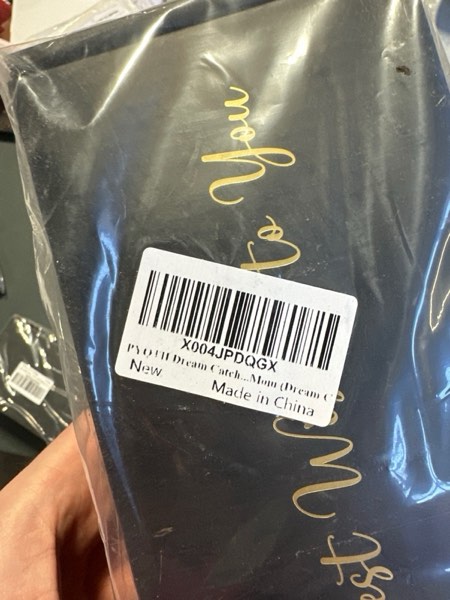 You
to
X004JPDQGX
Dream Catch...Mom (Dream C
New
Made in China